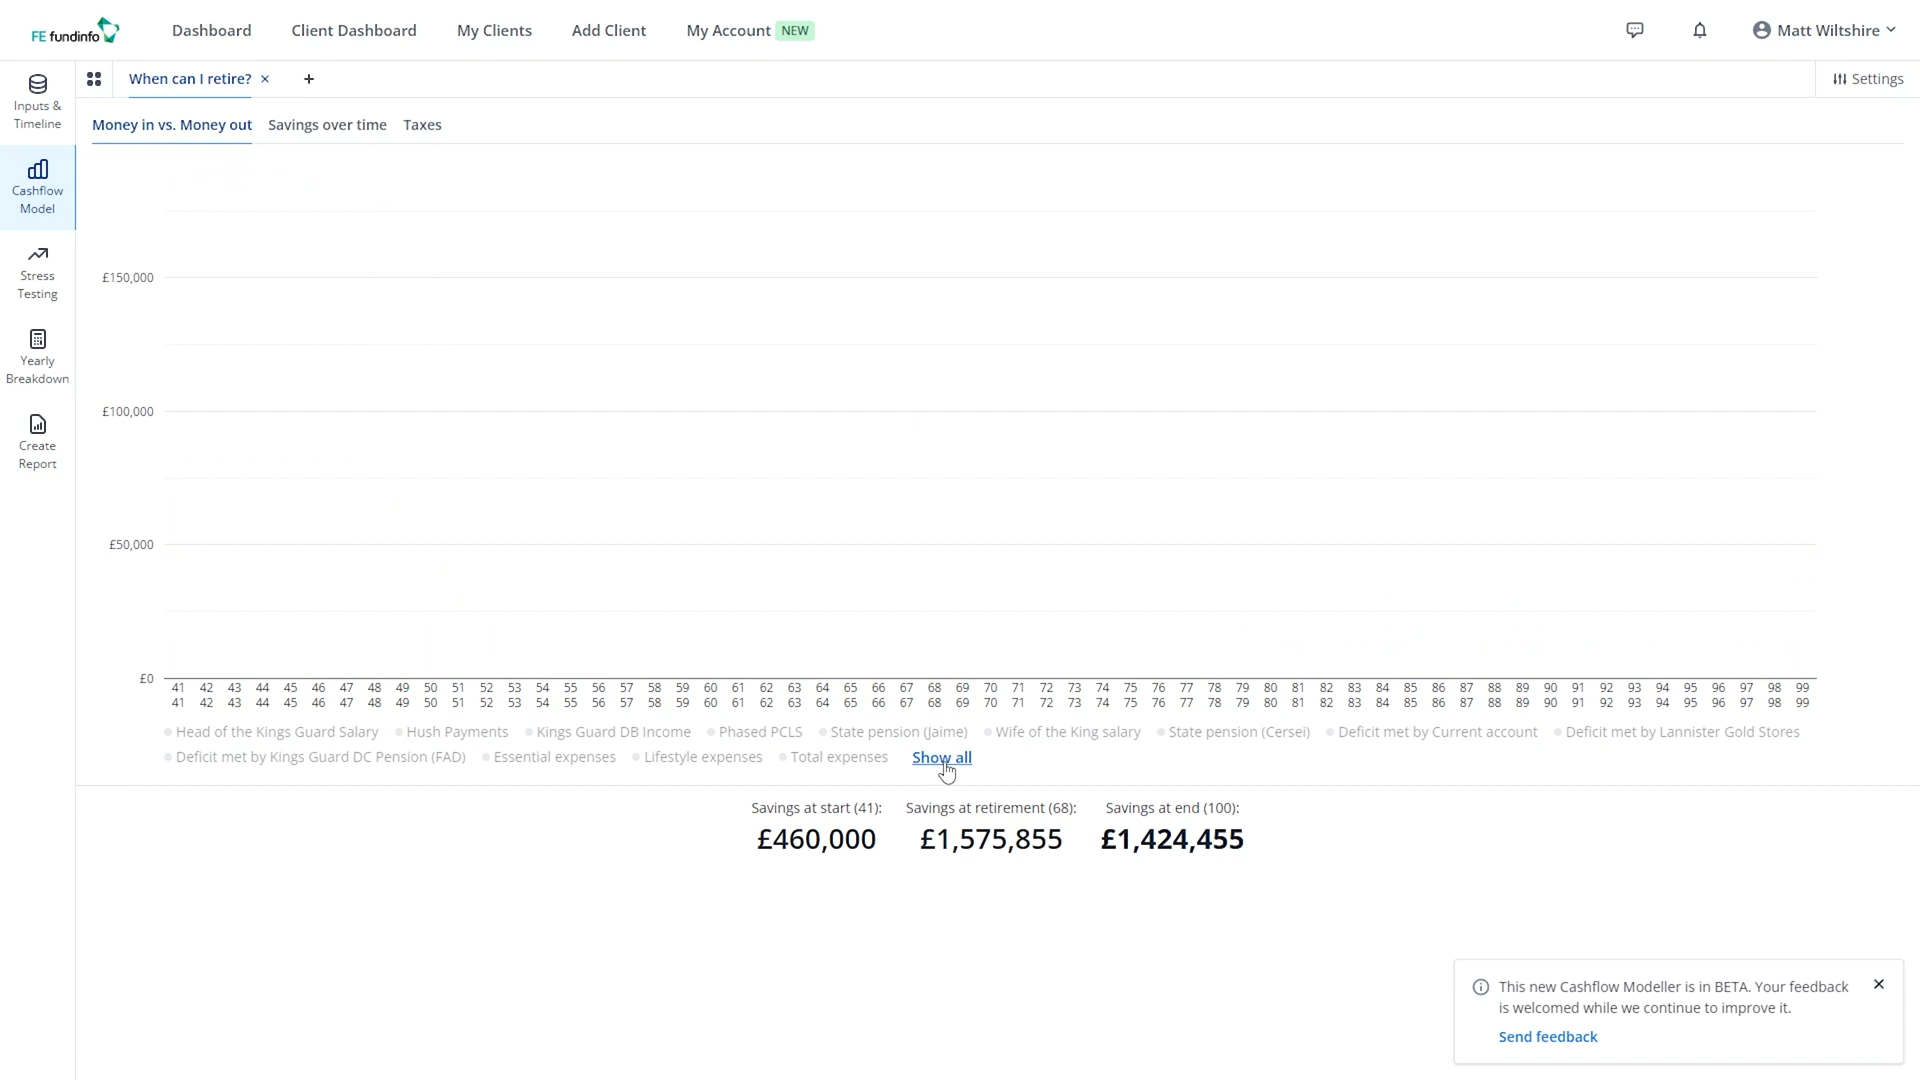 FE fundinfo Dashboard Client Dashboard My Clients Add Client My Account NEW Matt Wiltshire
When can I retire? × + Settings
Inputs &
Timeline
Cashflow
Model
Stress
Testing
Yearly
Breakdown
Create
Report
Money in vs. Money out Savings over time Taxes
£150,000
£100,000
£50,000
£0
41 42 43 44 45 46 47 48 49 50 51 52 53 54 55 56 57 58 59 60 61 62 63 64 65 66 67 68 69 70 71 72 73 74 75 76 77 78 79 80 81 82 83 84 85 86 87 88 89 90 91 92 93 94 95 96 97 98 99
41 42 43 44 45 46 47 48 49 50 51 52 53 54 55 56 57 58 59 60 61 62 63 64 65 66 67 68 69 70 71 72 73 74 75 76 77 78 79 80 81 82 83 84 85 86 87 88 89 90 91 92 93 94 95 96 97 98 99
Head of the Kings Guard Salary Hush Payments Kings Guard DB Income Phased PCLS State pension (Jaime) Wife of the King salary State pension (Cersei) Deficit met by Current account Deficit met by Lannister Gold Stores
Deficit met by Kings Guard DC Pension (FAD) Essential expenses Lifestyle expenses Total expenses Show all
Savings at start (41): Savings at retirement (68): Savings at end (100):
£460,000 £1,575,855 £1,424,455
This new Cashflow Modeller is in BETA. Your feedback
is welcomed while we continue to improve it.
Send feedback